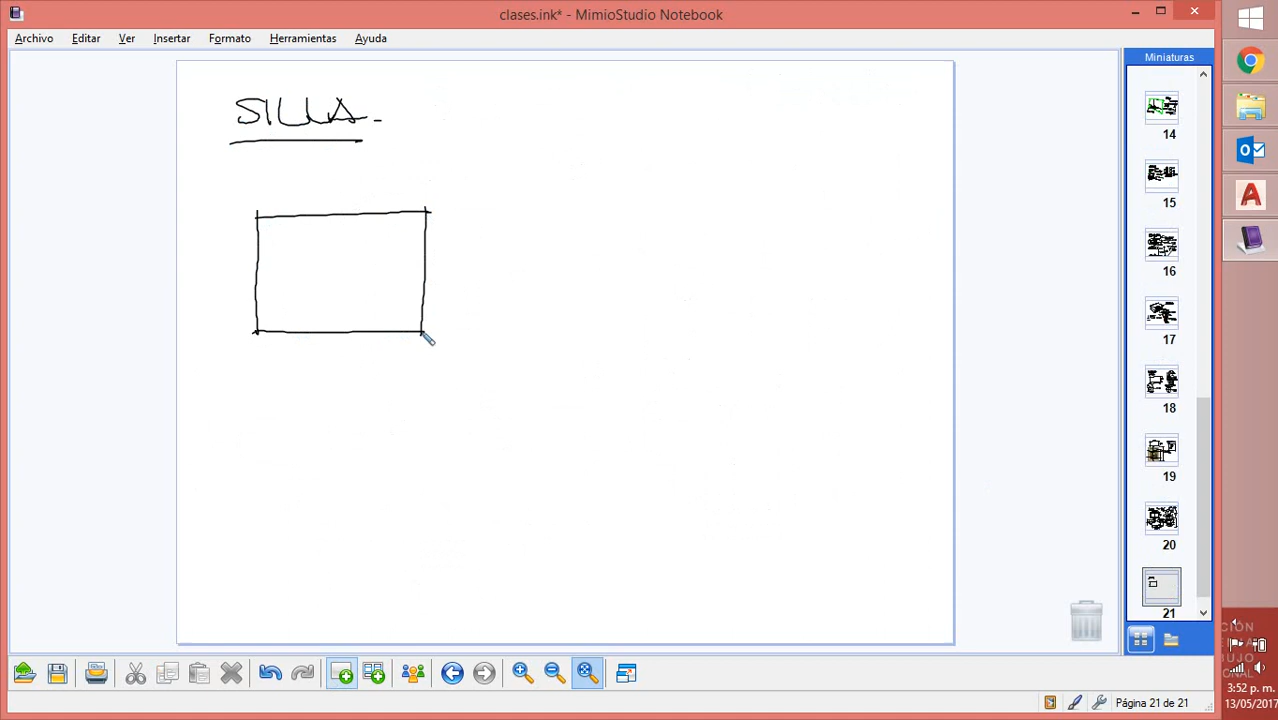 clases.ink* - MimioStudio Notebook
Archivo Editar Ver Insertar Formato Herramientas Ayuda
Miniaturas
SILLA.
14
15
16
17
18
19
20
21
Página 21 de 21
3:52 p. m.
13/05/2017